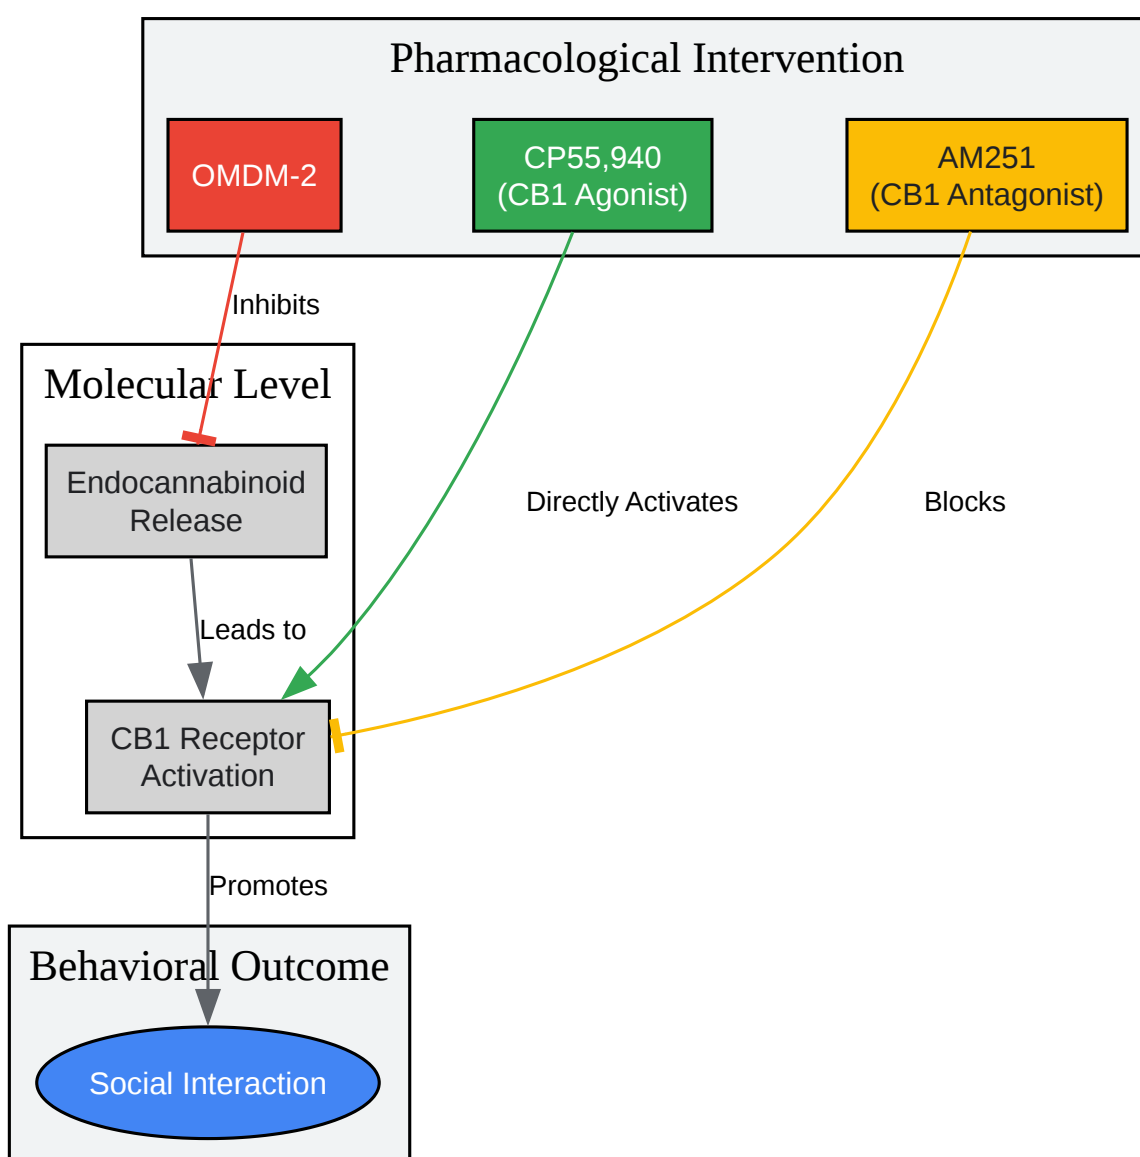 Pharmacological Intervention
OMDM-2
CP55,940
(CB1 Agonist)
AM251
(CB1 Antagonist)
Inhibits
Molecular Level
Endocannabinoid
Release
Directly Activates
Blocks
Leads to
CB1 Receptor
Activation
Promotes
Behavioral Outcome
Social Interaction